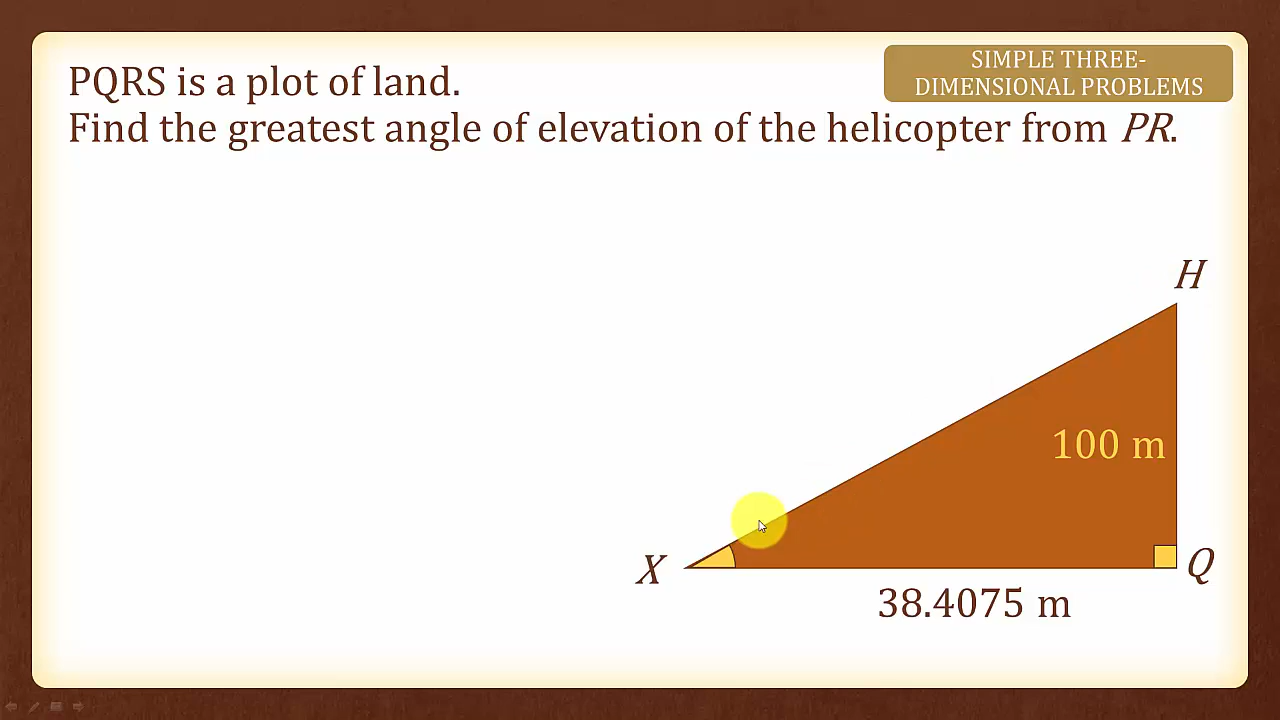 SIMPLE THREE-
DIMENSIONAL PROBLEMS
PQRS is a plot of land.
Find the greatest angle of elevation of the helicopter from PR.
H
100 m
X
Q
38.4075 m